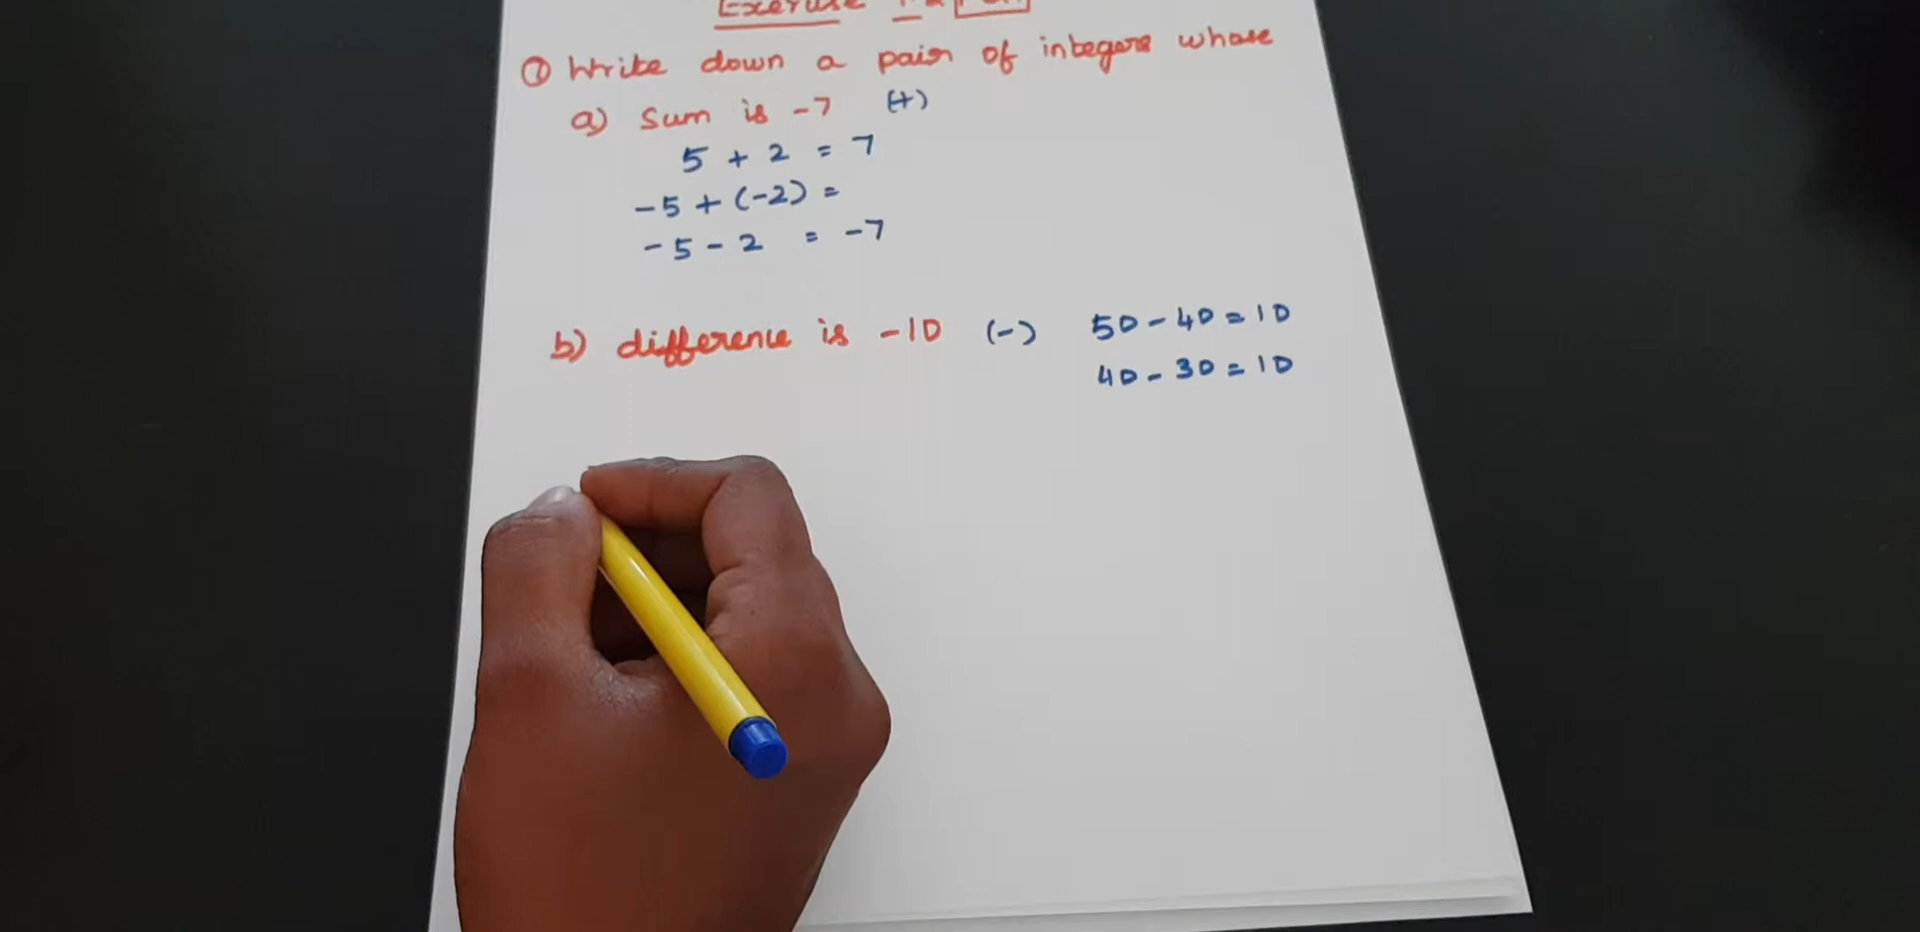 Exercise
① Write down a pair of integers whose
a) Sum is -7 (+)
5 + 2 = 7
-5 + (-2) =
-5 - 2 = -7
b) difference is -10 (-) 50 - 40 = 10
40 - 30 = 10